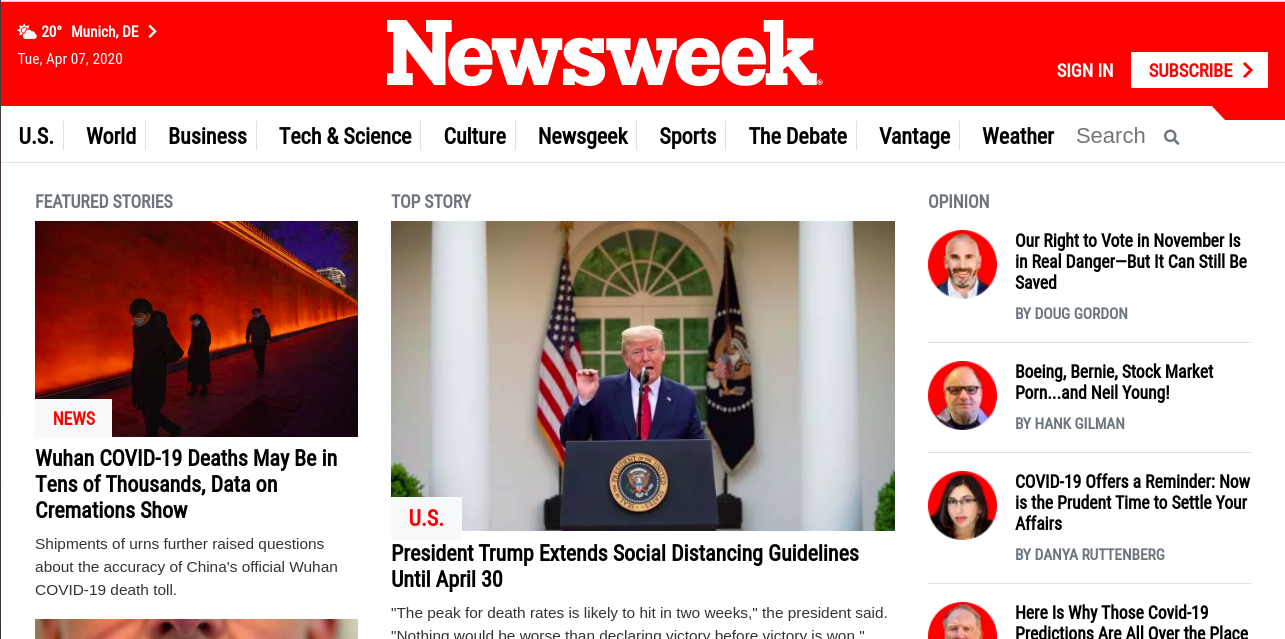 20° Munich, DE
Tue, Apr 07, 2020
Newsweek
SIGN IN
SUBSCRIBE
U.S.
World
Business
Tech & Science
Culture
Newsgeek
Sports
The Debate
Vantage
Weather
Search
FEATURED STORIES
NEWS
Wuhan COVID-19 Deaths May Be in
Tens of Thousands, Data on
Cremations Show
Shipments of urns further raised questions
about the accuracy of China's official Wuhan
COVID-19 death toll.
TOP STORY
U.S.
President Trump Extends Social Distancing Guidelines
Until April 30
"The peak for death rates is likely to hit in two weeks," the president said.
"Nothing would be worse than declaring victory before victory is won."
OPINION
Our Right to Vote in November Is
in Real Danger—But It Can Still Be
Saved
BY DOUG GORDON
Boeing, Bernie, Stock Market
Porn...and Neil Young!
BY HANK GILMAN
COVID-19 Offers a Reminder: Now
is the Prudent Time to Settle Your
Affairs
BY DANYA RUTTENBERG
Here Is Why Those Covid-19
Predictions Are All Over the Place